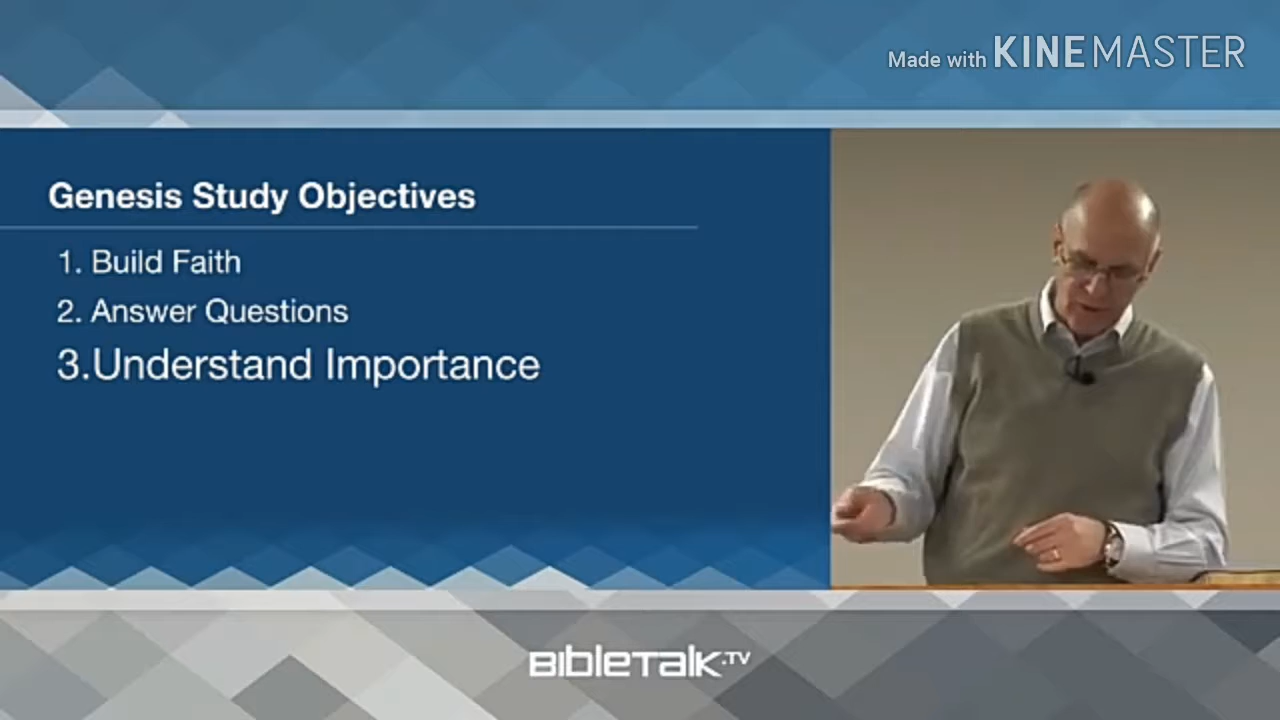 Made with KINEMASTER
Genesis Study Objectives
1. Build Faith
2. Answer Questions
3.Understand Importance
BIBLETALK.TV